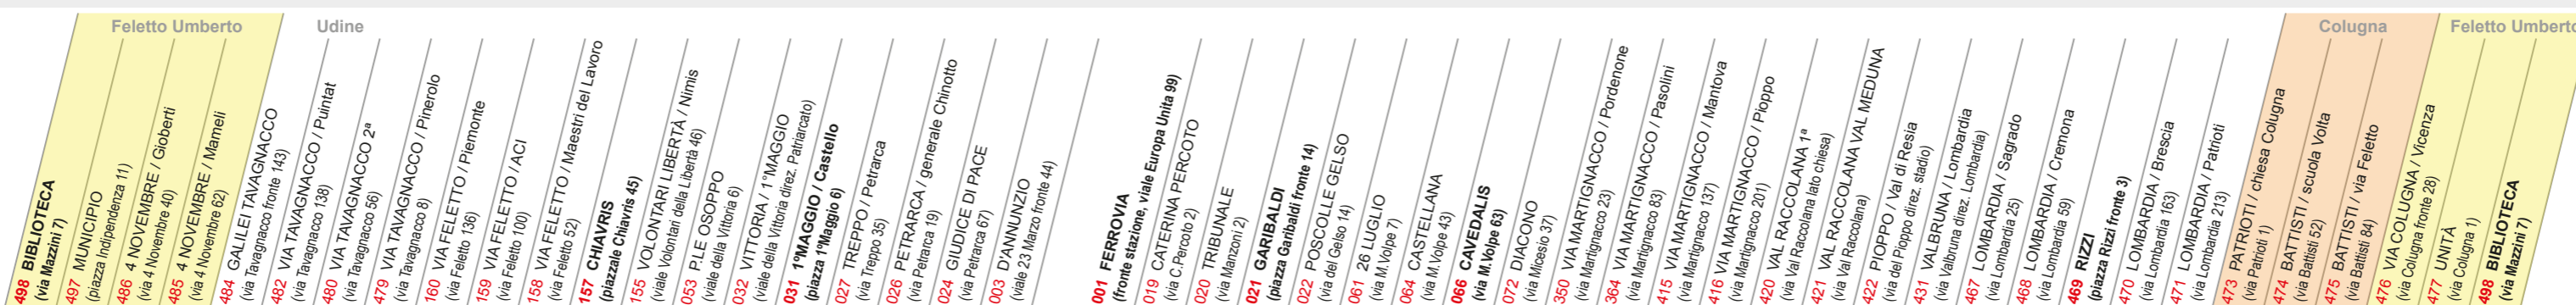 Feletto Umberto
Udine
Colugna
Feletto Umberto
498 BIBLIOTECA
(via Mazzini 7)
497 MUNICIPIO
(piazza Indipendenza 11)
486 4 NOVEMBRE / Gioberti
(via 4 Novembre 40)
485 4 NOVEMBRE / Mameli
(via 4 Novembre 62)
484 GALILEI TAVAGNACCO
(via Tavagnacco fronte 143)
482 VIA TAVAGNACCO / Puintat
(via Tavagnacco 138)
480 VIA TAVAGNACCO 2ª
(via Tavagnacco 56)
479 VIA TAVAGNACCO / Pinerolo
(via Tavagnacco 8)
160 VIA FELETTO / Piemonte
(via Feletto 136)
159 VIA FELETTO / ACI
(via Feletto 100)
158 VIA FELETTO / Maestri del Lavoro
(via Feletto 52)
157 CHIAVRIS
(piazzale Chiavris 45)
155 VOLONTARI LIBERTÀ / Nimis
(viale Volontari della Libertà 46)
053 P.LE OSOPPO
(viale della Vittoria 6)
032 VITTORIA / 1°MAGGIO
(viale della Vittoria direz. Patriarcato)
031 1°MAGGIO / Castello
(piazza 1°Maggio 6)
027 TREPPO / Petrarca
(via Treppo 35)
026 PETRARCA / generale Chinotto
(via Petrarca 19)
024 GIUDICE DI PACE
(via Petrarca 67)
003 D'ANNUNZIO
(viale 23 Marzo fronte 44)
001 FERROVIA
(fronte stazione, viale Europa Unita 99)
019 CATERINA PERCOTO
(via C.Percoto 2)
020 TRIBUNALE
(via Manzoni 2)
021 GARIBALDI
(piazza Garibaldi fronte 14)
022 POSCOLLE GELSO
(via del Gelso 14)
061 26 LUGLIO
(via M.Volpe 7)
064 CASTELLANA
(via M.Volpe 43)
066 CAVEDALIS
(via M.Volpe 63)
072 DIACONO
(via Micesio 37)
350 VIA MARTIGNACCO / Pordenone
(via Martignacco 23)
364 VIA MARTIGNACCO / Pasolini
(via Martignacco 83)
415 VIA MARTIGNACCO / Mantova
(via Martignacco 137)
416 VIA MARTIGNACCO / Pioppo
(via Martignacco 201)
420 VAL RACCOLANA 1ª
(via Val Raccolana lato chiesa)
421 VAL RACCOLANA VAL MEDUNA
(via Val Raccolana)
422 PIOPPO / Val di Resia
(via del Pioppo direz. stadio)
431 VALBRUNA / Lombardia
(via Valbruna direz. Lombardia)
467 LOMBARDIA / Sagrado
(via Lombardia 25)
468 LOMBARDIA / Cremona
(via Lombardia 59)
469 RIZZI
(piazza Rizzi fronte 3)
470 LOMBARDIA / Brescia
(via Lombardia 163)
471 LOMBARDIA / Patrioti
(via Lombardia 213)
473 PATRIOTI / chiesa Colugna
(via Patrioti 1)
474 BATTISTI / scuola Volta
(via Battisti 52)
475 BATTISTI / via Feletto
(via Battisti 84)
476 VIA COLUGNA / Vicenza
(via Colugna fronte 28)
477 UNITÀ
(via Colugna 1)
498 BIBLIOTECA
(via Mazzini 7)